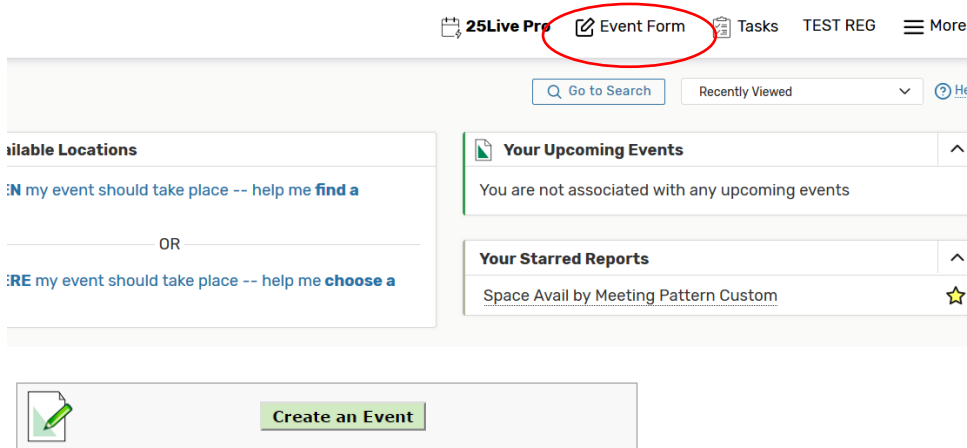 25Live Pro Event Form Tasks TEST REG More
Go to Search Recently Viewed
ailable Locations
my event should take place -- help me find a
OR
my event should take place -- help me choose a
Your Upcoming Events
You are not associated with any upcoming events
Your Starred Reports
Space Avail by Meeting Pattern Custom
Create an Event